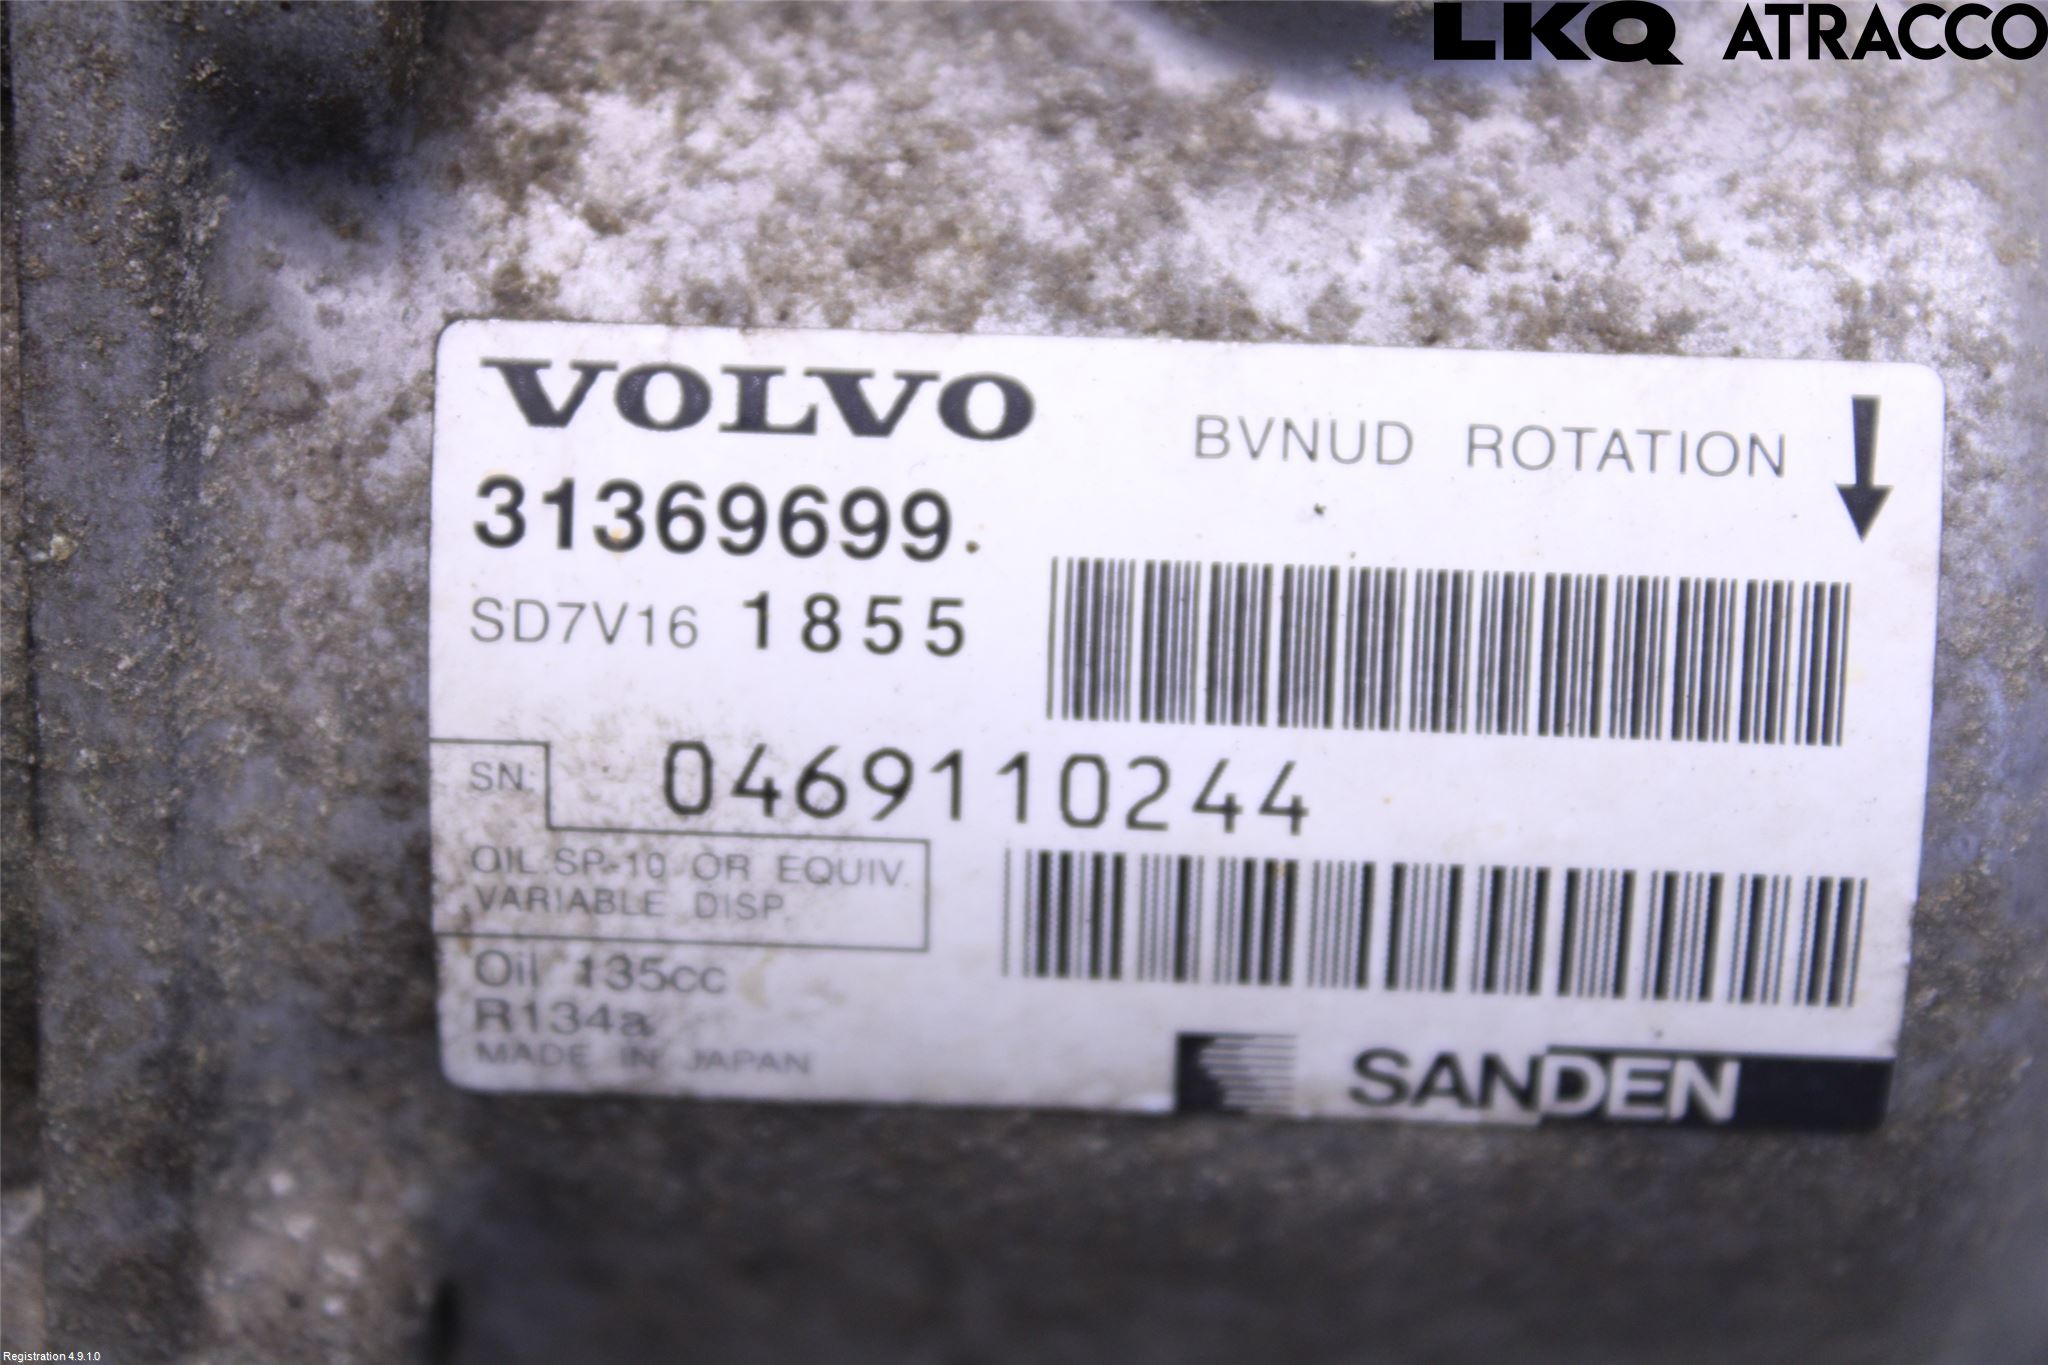 LKQ ATRACCO
VOLVO
BVNUD ROTATION
31369699
SD7V16 1855
SN: 0469110244
OIL:SP-10 OR EQUIV.
VARIABLE DISP.
Oil 135cc
R134a
MADE IN JAPAN
SANDEN
Registration 4.9.1.0